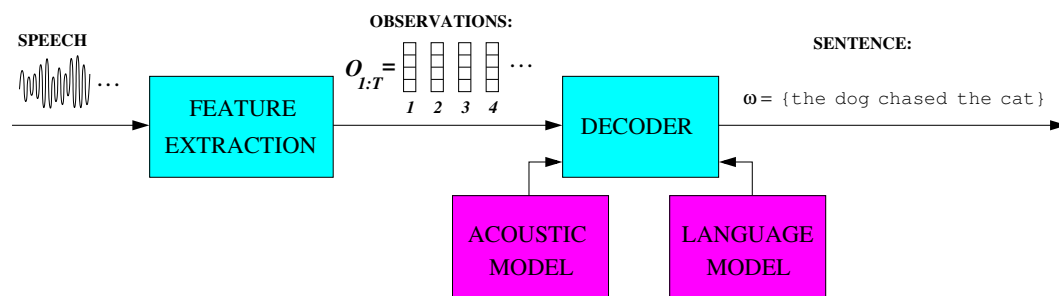 OBSERVATIONS:
SPEECH
SENTENCE:
...
O1:T =
...
1 2 3 4
ω = {the dog chased the cat}
FEATURE
EXTRACTION
DECODER
ACOUSTIC
MODEL
LANGUAGE
MODEL